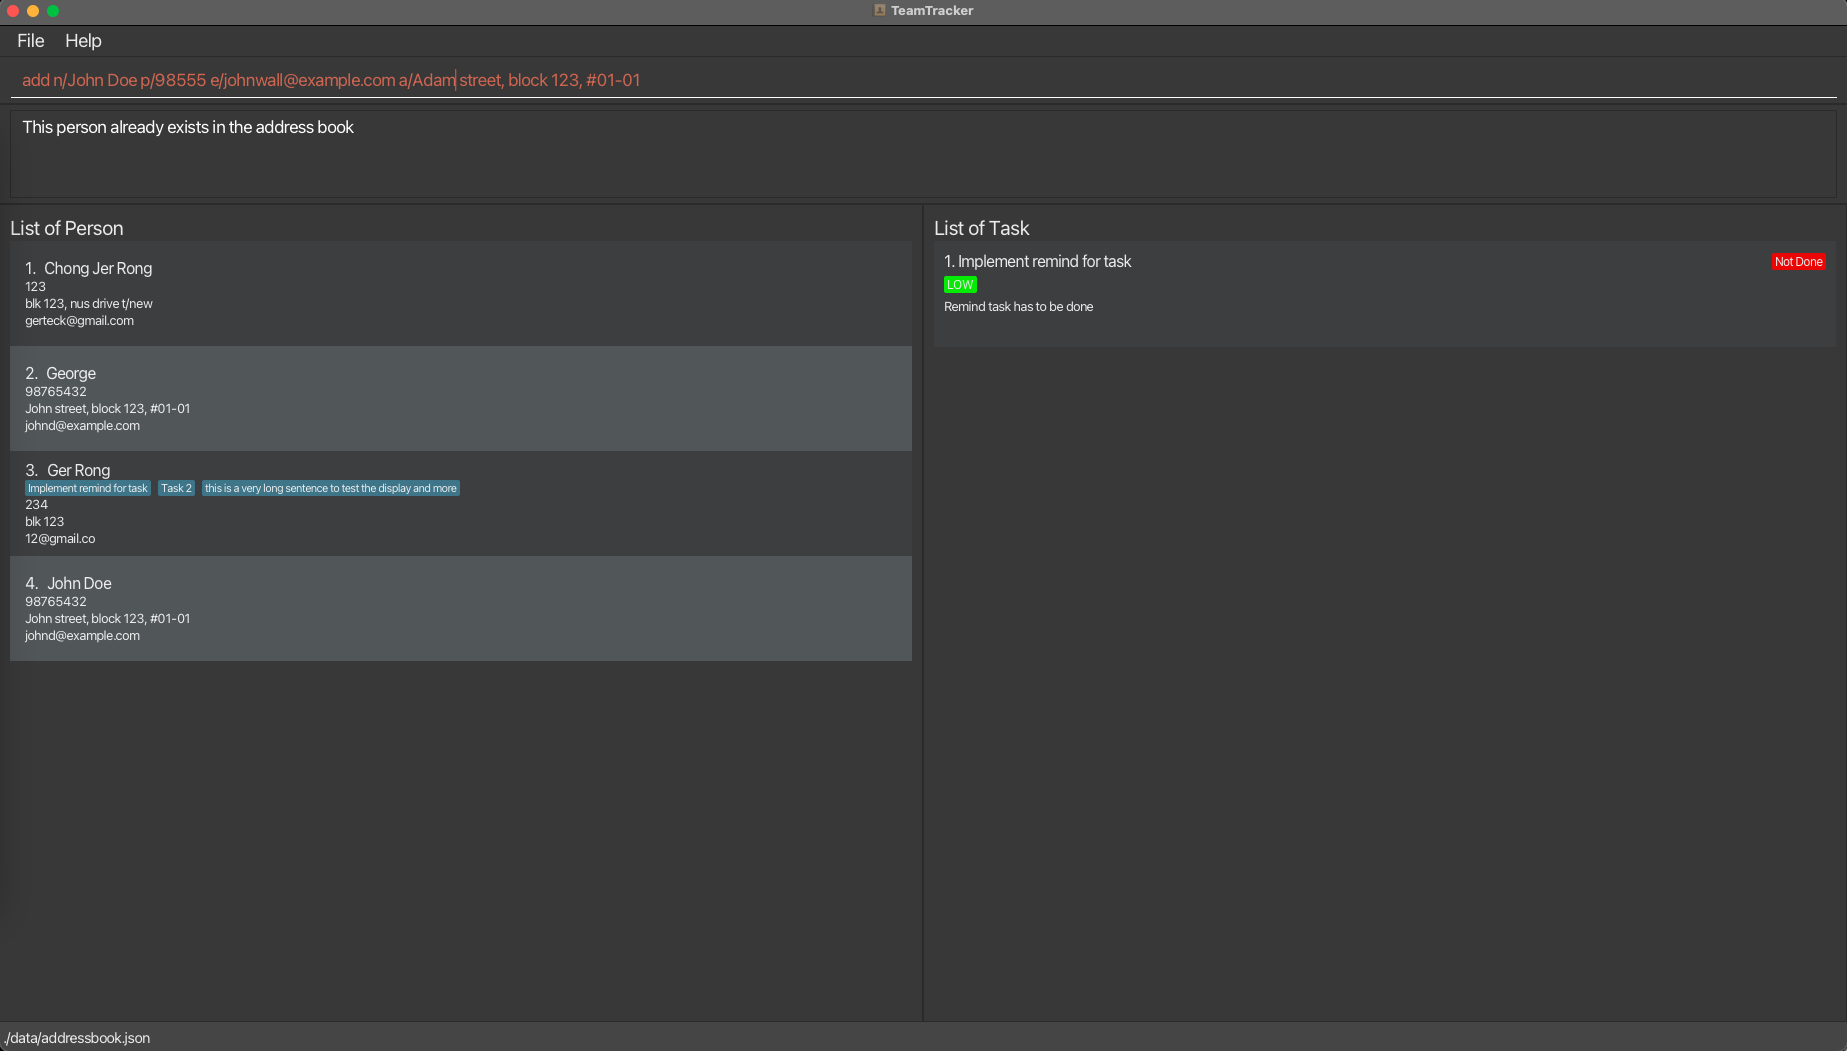 TeamTracker
File Help
add n/John Doe p/98555 e/johnwall@example.com a/Adam street, block 123, #01-01
This person already exists in the address book
List of Person
1. Chong Jer Rong
123
blk 123, nus drive t/new
gerteck@gmail.com
2. George
98765432
John street, block 123, #01-01
johnd@example.com
3. Ger Rong
Implement remind for task Task 2 this is a very long sentence to test the display and more
234
blk 123
12@gmail.co
4. John Doe
98765432
John street, block 123, #01-01
johnd@example.com
List of Task
1. Implement remind for task Not Done
LOW
Remind task has to be done
./data/addressbook.json